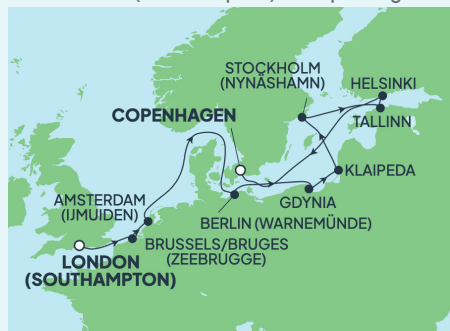 STOCKHOLM
(NYNÄSHAMN)
HELSINKI
COPENHAGEN
TALLINN
KLAIPEDA
AMSTERDAM
(IJMUIDEN)
GDYNIA
BERLIN (WARNEMÜNDE)
BRUSSELS/BRUGES
(ZEEBRUGGE)
LONDON
(SOUTHAMPTON)